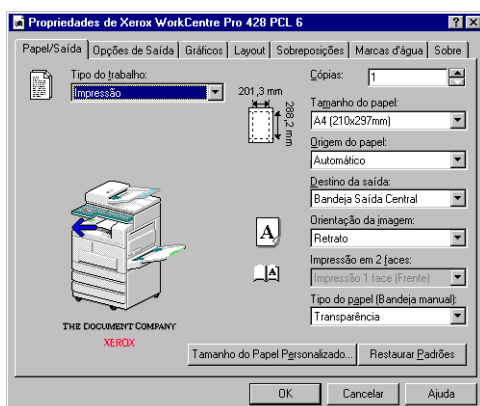 Propriedades de Xerox WorkCentre Pro 428 PCL 6
Papel/Saída Opções de Saída Gráficos Layout Sobreposições Marcas d'água Sobre
Tipo do trabalho:
Impressão
201,3 mm
288,2 mm
Cópias: 1
Tamanho do papel:
A4 (210x297mm)
Origem do papel:
Automático
Destino da saída:
Bandeja Saída Central
Orientação da imagem:
Retrato
A
Impressão em 2 faces:
Impressão 1 face (Frente)
A
Tipo do papel (Bandeja manual):
Transparência
THE DOCUMENT COMPANY
XEROX
Tamanho do Papel Personalizado... Restaurar Padrões
OK Cancelar Ajuda